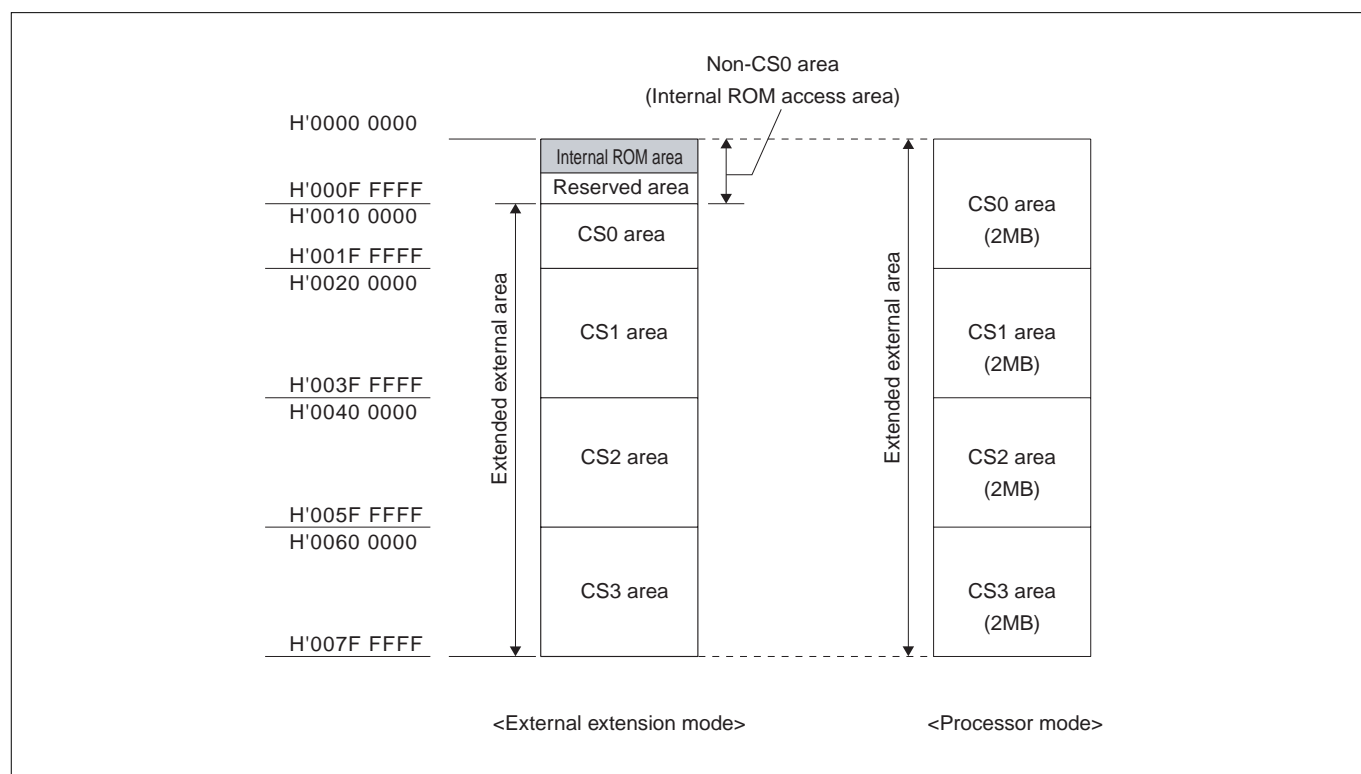 Non-CS0 area
(Internal ROM access area)
H'0000 0000
H'000F FFFF
H'0010 0000
H'001F FFFF
H'0020 0000
H'003F FFFF
H'0040 0000
H'005F FFFF
H'0060 0000
H'007F FFFF
Extended external area
Internal ROM area
Reserved area
CS0 area
CS1 area
CS2 area
CS3 area
Extended external area
CS0 area
(2MB)
CS1 area
(2MB)
CS2 area
(2MB)
CS3 area
(2MB)
<External extension mode>
<Processor mode>